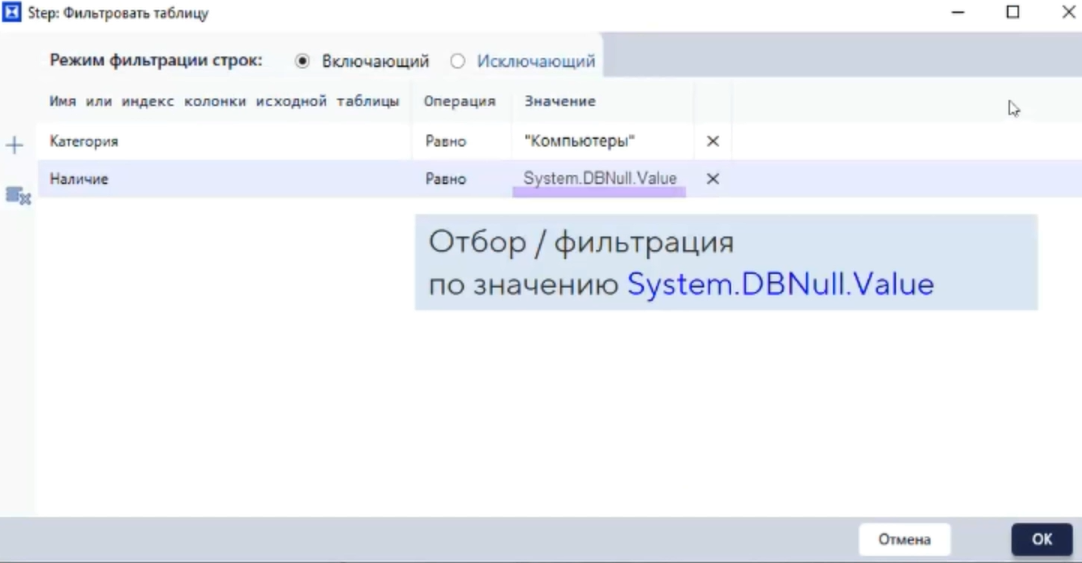 Step: Фильтровать таблицу
Режим фильтрации строк: Включающий Исключающий
Имя или индекс колонки исходной таблицы Операция Значение
Категория Равно "Компьютеры"
Наличие Равно System.DBNull.Value
Отбор / фильтрация
по значению System.DBNull.Value
Отмена OK